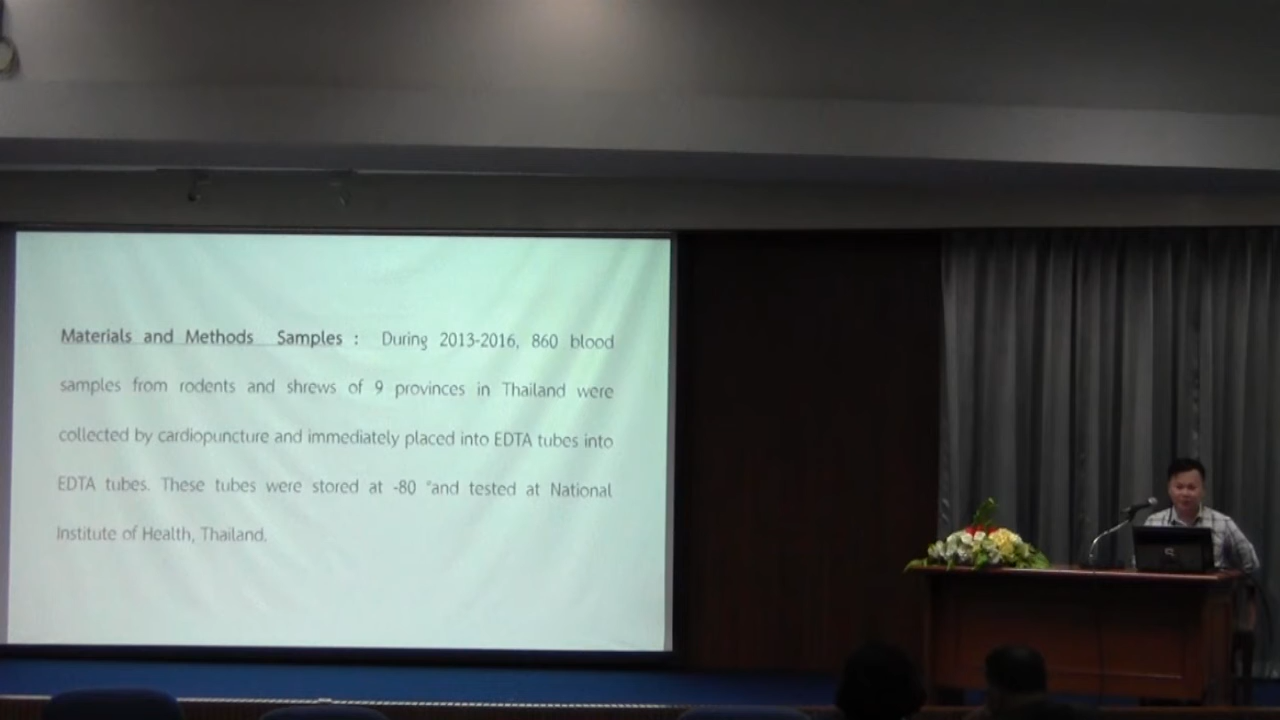 Materials and Methods Samples : During 2013-2016, 860 blood
samples from rodents and shrews of 9 provinces in Thailand were
collected by cardiopuncture and immediately placed into EDTA tubes into
EDTA tubes. These tubes were stored at -80 °and tested at National
Institute of Health, Thailand.